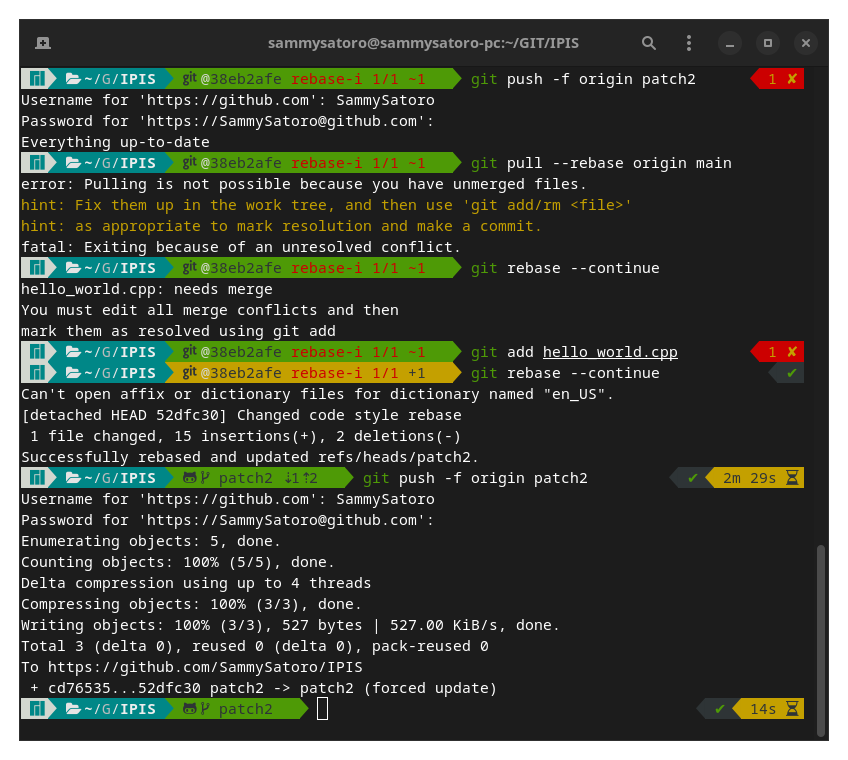 sammysatoro@sammysatoro-pc:~/GIT/IPIS
~/G/IPIS git @38eb2afe rebase-i 1/1 ~1 git push -f origin patch2 1 ✘
Username for 'https://github.com': SammySatoro
Password for 'https://SammySatoro@github.com':
Everything up-to-date
~/G/IPIS git @38eb2afe rebase-i 1/1 ~1 git pull --rebase origin main
error: Pulling is not possible because you have unmerged files.
hint: Fix them up in the work tree, and then use 'git add/rm <file>'
hint: as appropriate to mark resolution and make a commit.
fatal: Exiting because of an unresolved conflict.
~/G/IPIS git @38eb2afe rebase-i 1/1 ~1 git rebase --continue
hello_world.cpp: needs merge
You must edit all merge conflicts and then
mark them as resolved using git add
~/G/IPIS git @38eb2afe rebase-i 1/1 ~1 git add hello_world.cpp 1 ✘
~/G/IPIS git @38eb2afe rebase-i 1/1 +1 git rebase --continue ✔
Can't open affix or dictionary files for dictionary named "en_US".
[detached HEAD 52dfc30] Changed code style rebase
 1 file changed, 15 insertions(+), 2 deletions(-)
Successfully rebased and updated refs/heads/patch2.
~/G/IPIS patch2 ⇣1⇡2 git push -f origin patch2 ✔ 2m 29s
Username for 'https://github.com': SammySatoro
Password for 'https://SammySatoro@github.com':
Enumerating objects: 5, done.
Counting objects: 100% (5/5), done.
Delta compression using up to 4 threads
Compressing objects: 100% (3/3), done.
Writing objects: 100% (3/3), 527 bytes | 527.00 KiB/s, done.
Total 3 (delta 0), reused 0 (delta 0), pack-reused 0
To https://github.com/SammySatoro/IPIS
 + cd76535...52dfc30 patch2 -> patch2 (forced update)
~/G/IPIS patch2 ✔ 14s